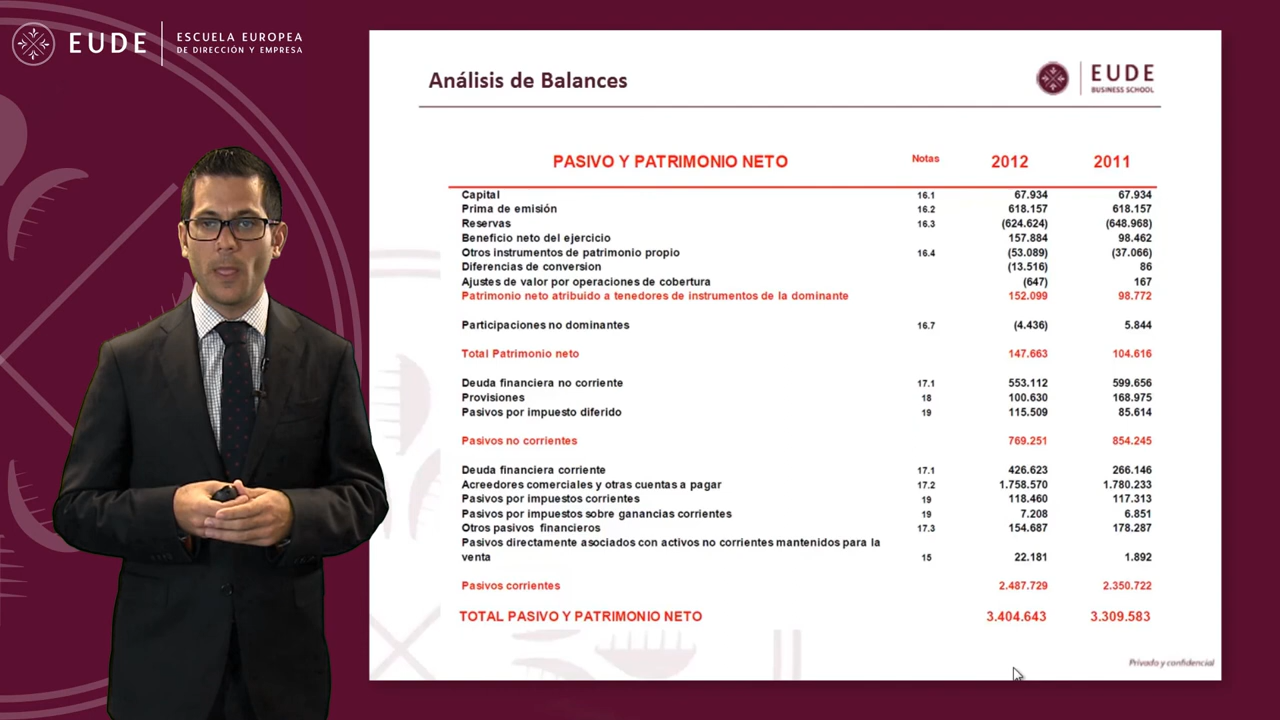 EUDE
ESCUELA EUROPEA
DE DIRECCIÓN Y EMPRESA
Análisis de Balances
EUDE
BUSINESS SCHOOL
PASIVO Y PATRIMONIO NETO Notas 2012 2011
Capital 16.1 67.934 67.934
Prima de emisión 16.2 618.157 618.157
Reservas 16.3 (624.624) (648.968)
Beneficio neto del ejercicio 157.884 98.462
Otros instrumentos de patrimonio propio 16.4 (53.089) (37.066)
Diferencias de conversion (13.516) 86
Ajustes de valor por operaciones de cobertura (647) 167
Patrimonio neto atribuido a tenedores de instrumentos de la dominante 152.099 98.772
Participaciones no dominantes 16.7 (4.436) 5.844
Total Patrimonio neto 147.663 104.616
Deuda financiera no corriente 17.1 553.112 599.656
Provisiones 18 100.630 168.975
Pasivos por impuesto diferido 19 115.509 85.614
Pasivos no corrientes 769.251 854.245
Deuda financiera corriente 17.1 426.623 266.146
Acreedores comerciales y otras cuentas a pagar 17.2 1.758.570 1.780.233
Pasivos por impuestos corrientes 19 118.460 117.313
Pasivos por impuestos sobre ganancias corrientes 19 7.208 6.851
Otros pasivos financieros 17.3 154.687 178.287
Pasivos directamente asociados con activos no corrientes mantenidos para la
venta 15 22.181 1.892
Pasivos corrientes 2.487.729 2.350.722
TOTAL PASIVO Y PATRIMONIO NETO 3.404.643 3.309.583
Privado y confidencial